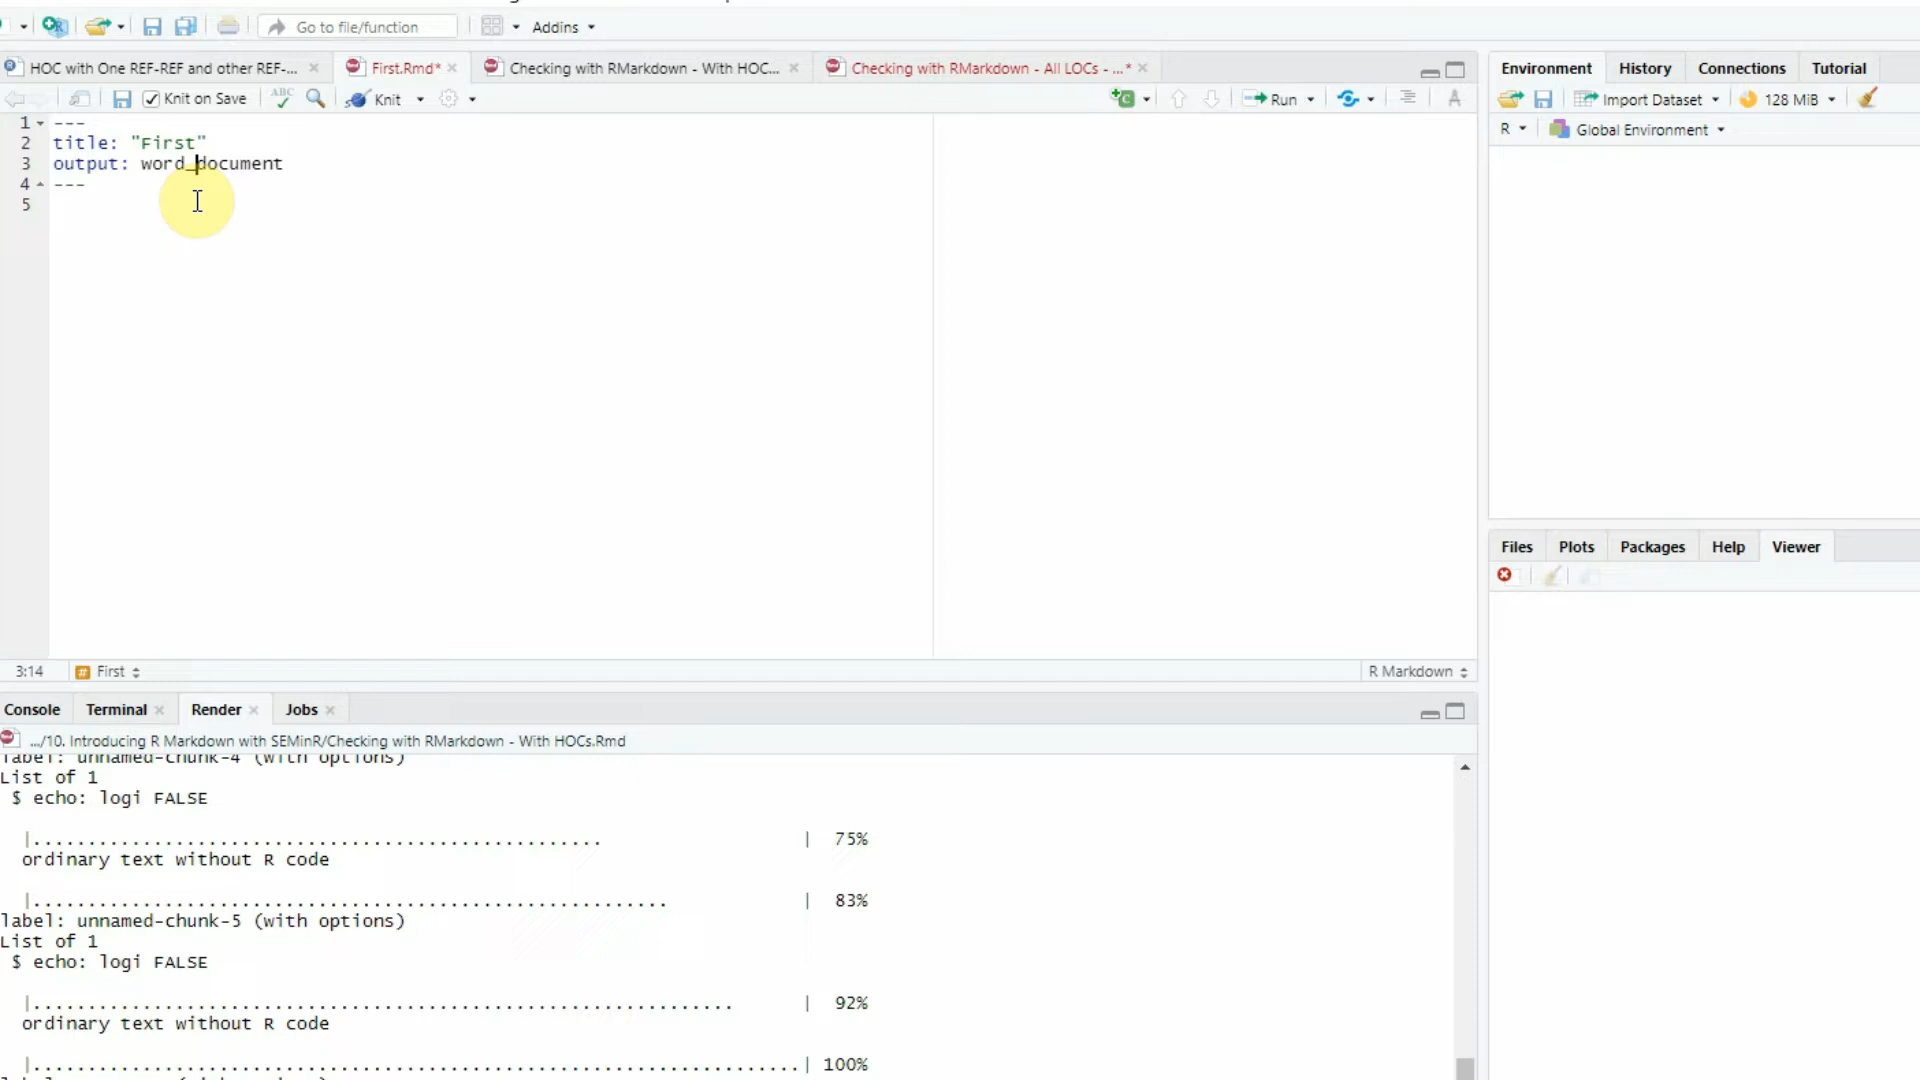 Go to file/function Addins
HOC with One REF-REF and other REF-... First.Rmd* Checking with RMarkdown - With HOC... Checking with RMarkdown - All LOCs - ...*
Knit on Save ABC Knit Run
1 ---
2 title: "First"
3 output: word_document
4 ---
5
3:14 First R Markdown
Console Terminal Render Jobs
.../10. Introducing R Markdown with SEMinR/Checking with RMarkdown - With HOCs.Rmd
label: unnamed-chunk-4 (with options)
List of 1
$ echo: logi FALSE
|....................................................... | 75%
ordinary text without R code
|............................................................. | 83%
label: unnamed-chunk-5 (with options)
List of 1
$ echo: logi FALSE
|................................................................... | 92%
ordinary text without R code
|.........................................................................| 100%
Environment History Connections Tutorial
Import Dataset 128 MiB
R Global Environment
Files Plots Packages Help Viewer